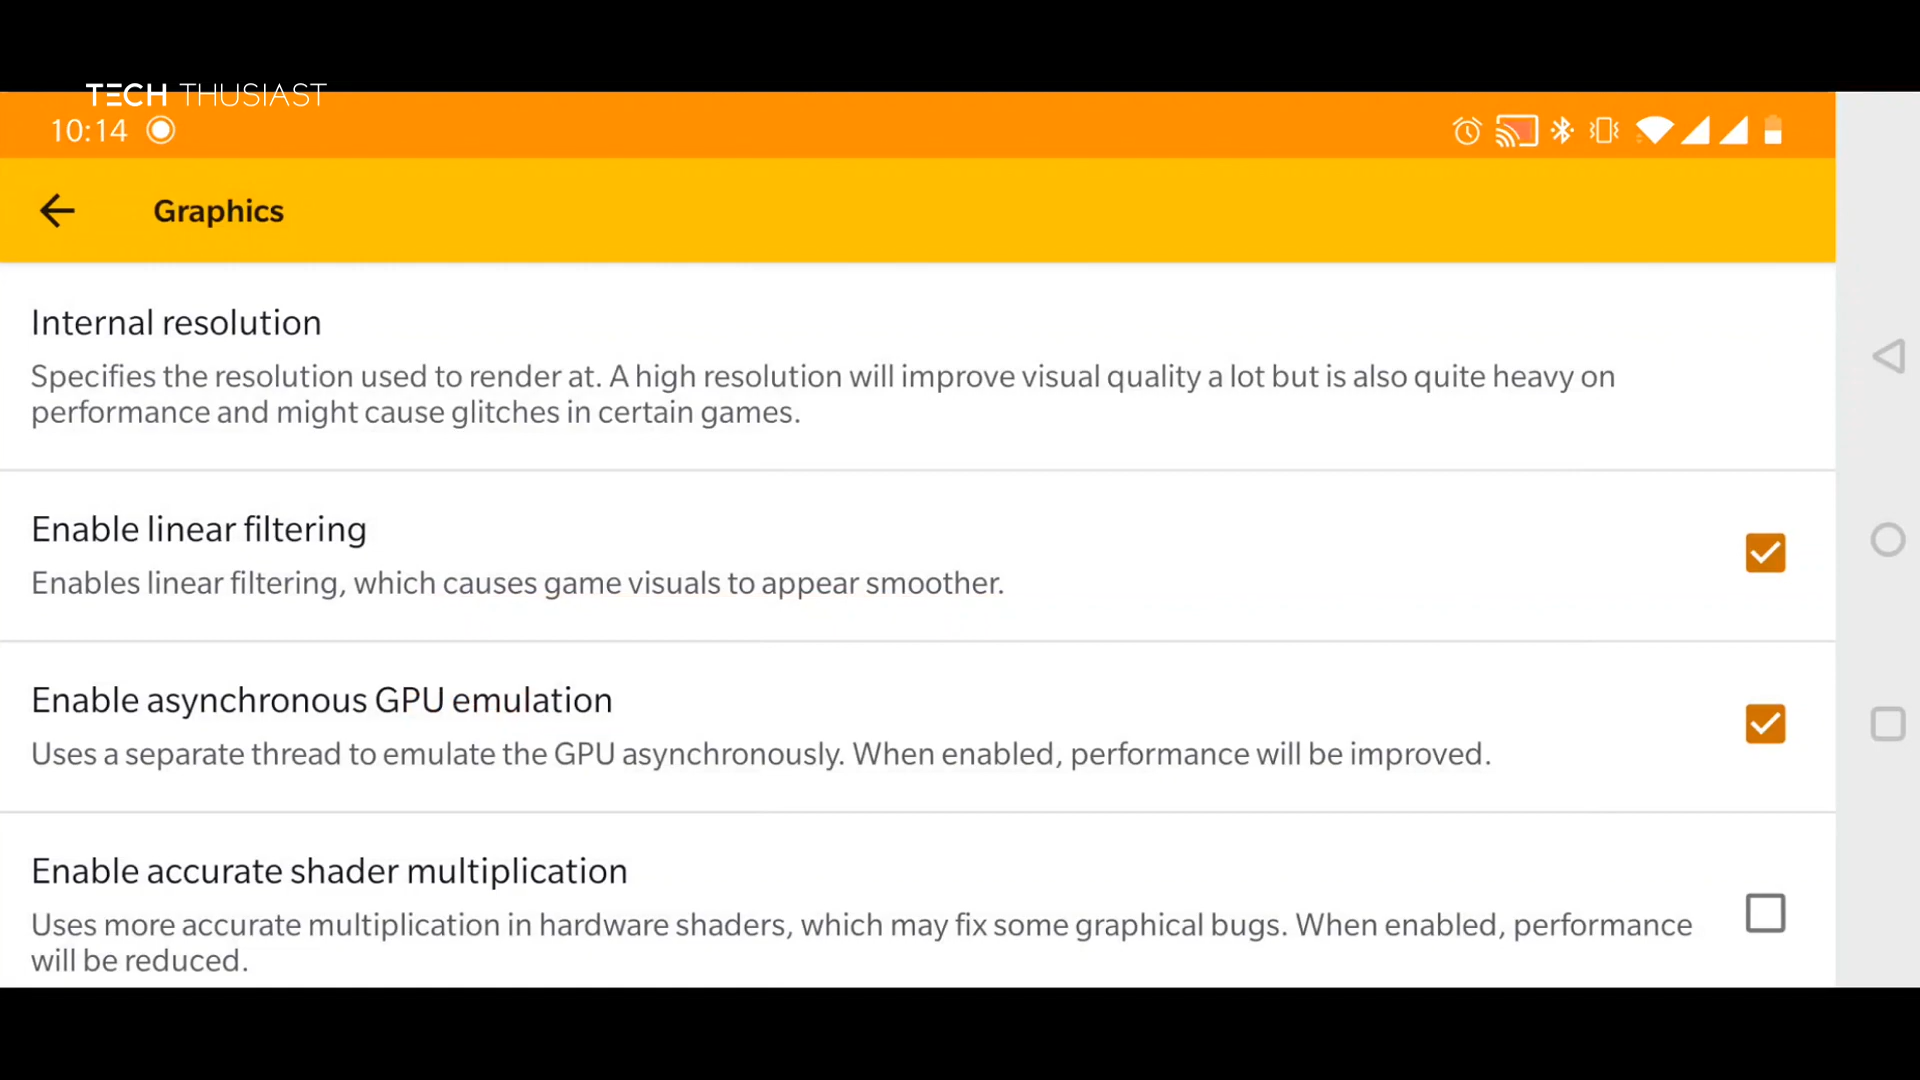 TECH THUSIAST
10:14
Graphics
Internal resolution
Specifies the resolution used to render at. A high resolution will improve visual quality a lot but is also quite heavy on
performance and might cause glitches in certain games.
Enable linear filtering
Enables linear filtering, which causes game visuals to appear smoother.
Enable asynchronous GPU emulation
Uses a separate thread to emulate the GPU asynchronously. When enabled, performance will be improved.
Enable accurate shader multiplication
Uses more accurate multiplication in hardware shaders, which may fix some graphical bugs. When enabled, performance
will be reduced.